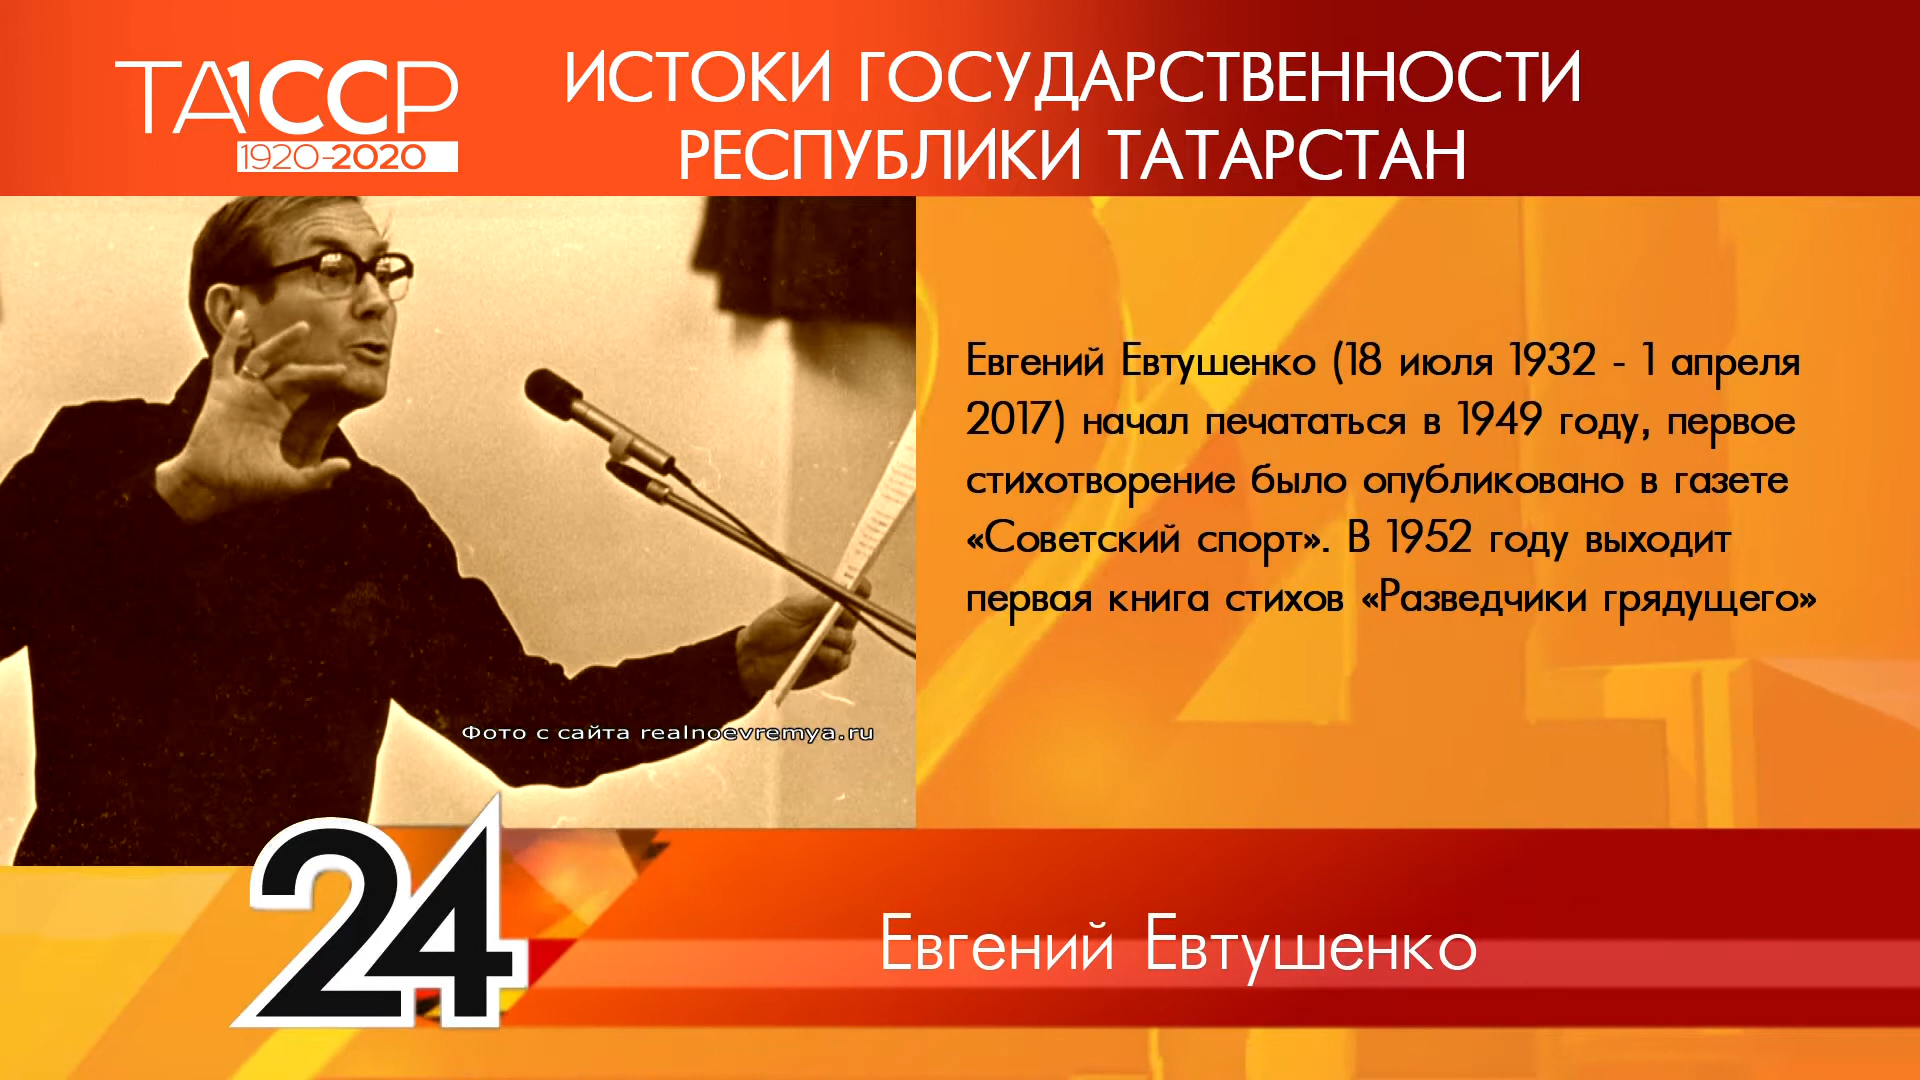 ТА1ССР
1920-2020
ИСТОКИ ГОСУДАРСТВЕННОСТИ
РЕСПУБЛИКИ ТАТАРСТАН
Евгений Евтушенко (18 июля 1932 - 1 апреля
2017) начал печататься в 1949 году, первое
стихотворение было опубликовано в газете
«Советский спорт». В 1952 году выходит
первая книга стихов «Разведчики грядущего»
Фото с сайта realnoevremya.ru
24
Евгений Евтушенко